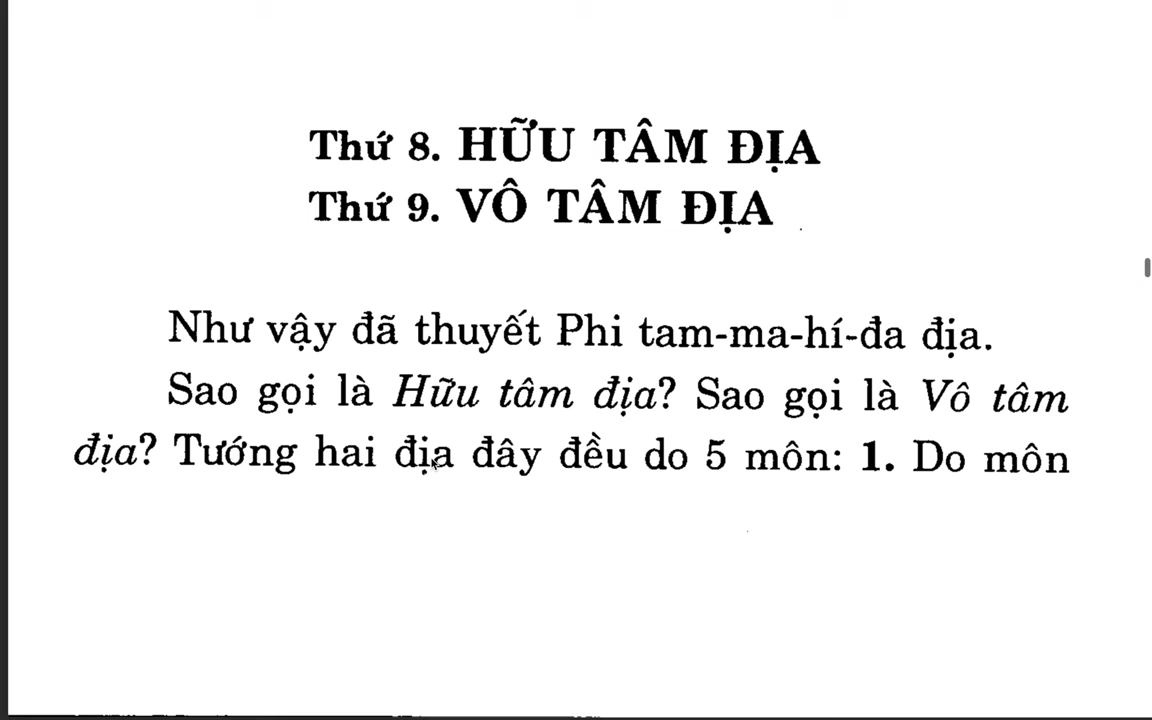 Thứ 8. HỮU TÂM ĐỊA
Thứ 9. VÔ TÂM ĐỊA
Như vậy đã thuyết Phi tam-ma-hí-đa địa.
Sao gọi là Hữu tâm địa? Sao gọi là Vô tâm
địa? Tướng hai địa đây đều do 5 môn: 1. Do môn